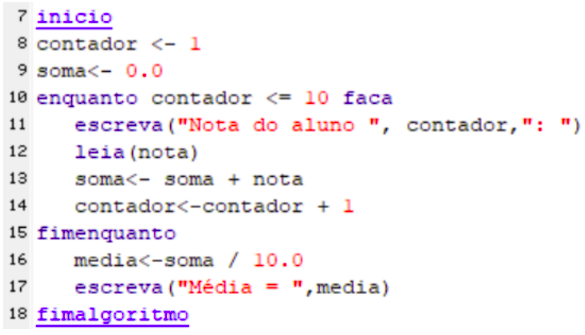 7 inicio
8 contador <- 1
9 soma<- 0.0
10 enquanto contador <= 10 faca
11    escreva("Nota do aluno ", contador,": ")
12    leia(nota)
13    soma<- soma + nota
14    contador<-contador + 1
15 fimenquanto
16    media<-soma / 10.0
17    escreva("Média = ",media)
18 fimalgoritmo